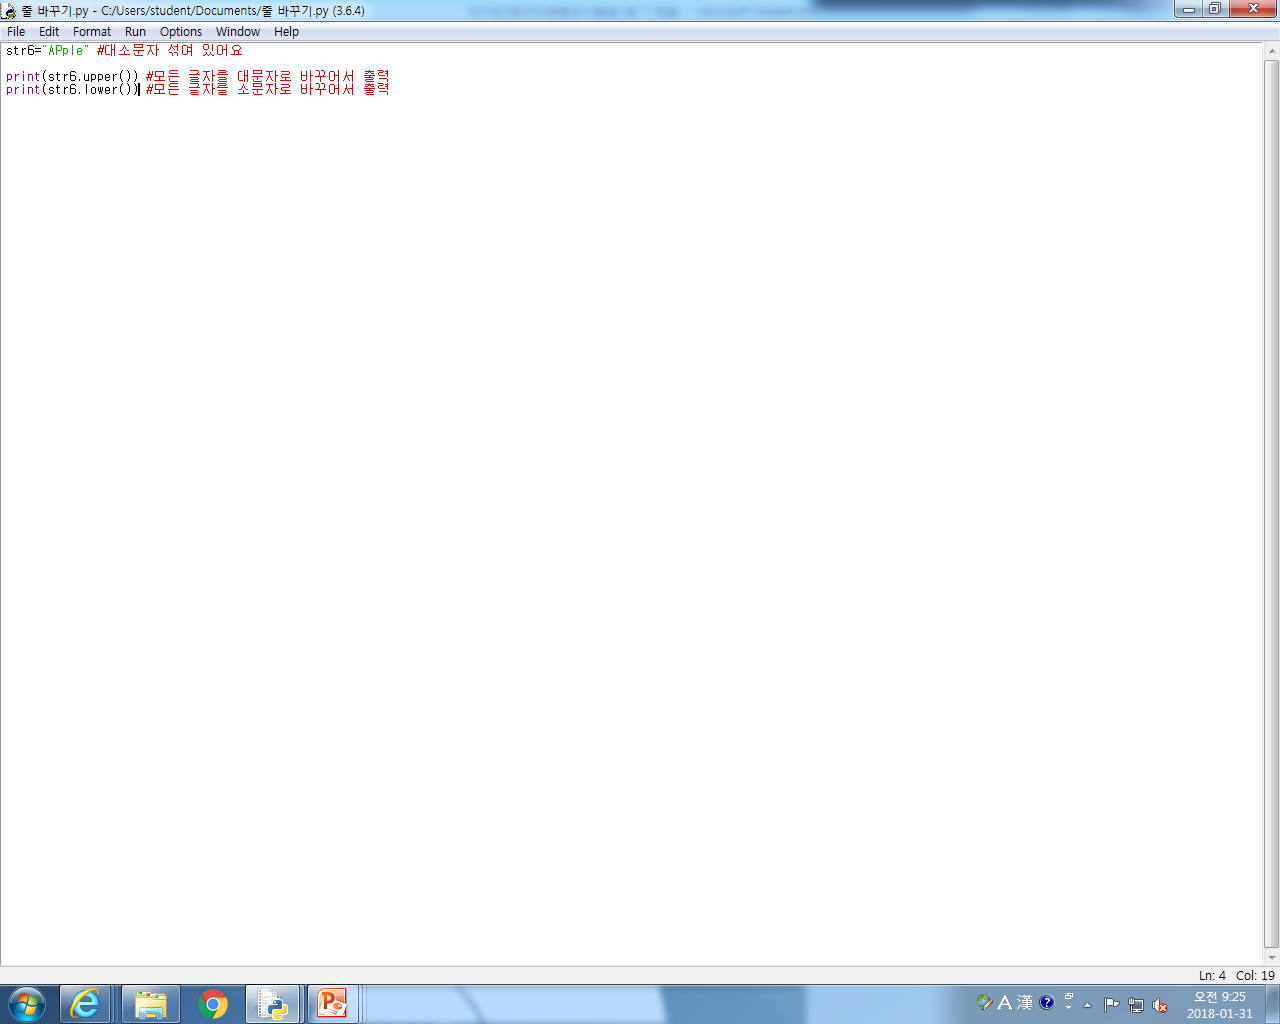 줄 바꾸기.py - C:/Users/student/Documents/줄 바꾸기.py (3.6.4)
File Edit Format Run Options Window Help
str6="APple" #대소문자 섞여 있어요
print(str6.upper()) #모든 글자를 대문자로 바꾸어서 출력
print(str6.lower()) #모든 글자를 소문자로 바꾸어서 출력
Ln: 4 Col: 19
A 漢
오전 9:25
2018-01-31